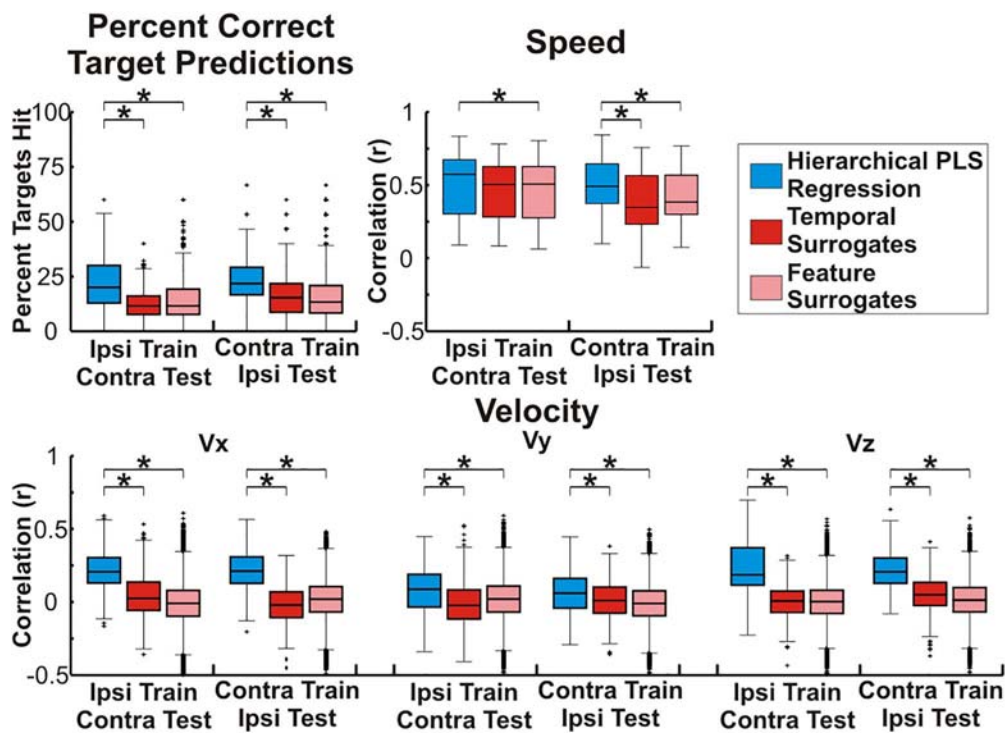 Percent Correct
Target Predictions
Percent Targets Hit
100
75
50
25
0
*
*
*
*
Ipsi Train
Contra Test
Contra Train
Ipsi Test
Speed
Correlation (r)
1
0.5
0
-0.5
*
*
*
Ipsi Train
Contra Test
Contra Train
Ipsi Test
Hierarchical PLS
Regression
Temporal
Surrogates
Feature
Surrogates
Velocity
Vx
Vy
Vz
Correlation (r)
1
0.5
0
-0.5
*
*
*
*
*
*
*
*
*
*
*
*
Ipsi Train
Contra Test
Contra Train
Ipsi Test
Ipsi Train
Contra Test
Contra Train
Ipsi Test
Ipsi Train
Contra Test
Contra Train
Ipsi Test